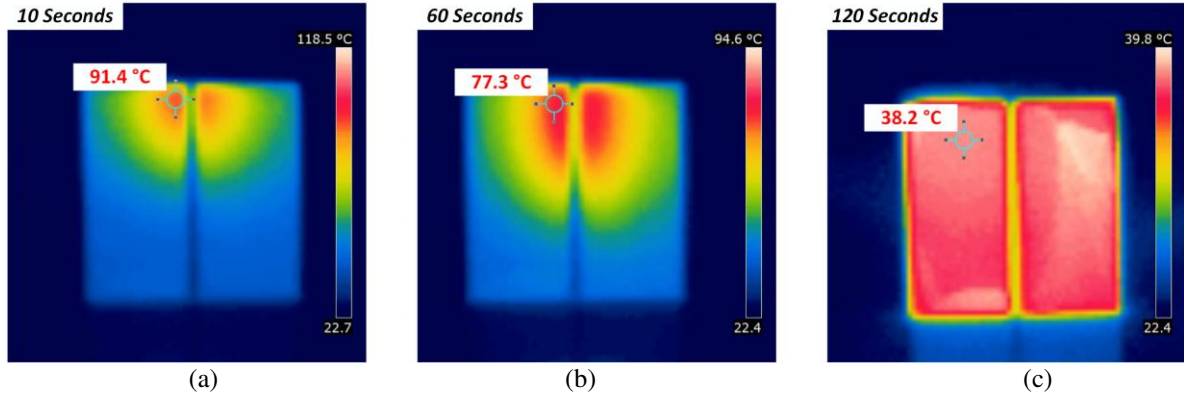 10 Seconds
118.5 °C
91.4 °C
22.7
(a)
60 Seconds
94.6 °C
77.3 °C
22.4
(b)
120 Seconds
39.8 °C
38.2 °C
22.4
(c)